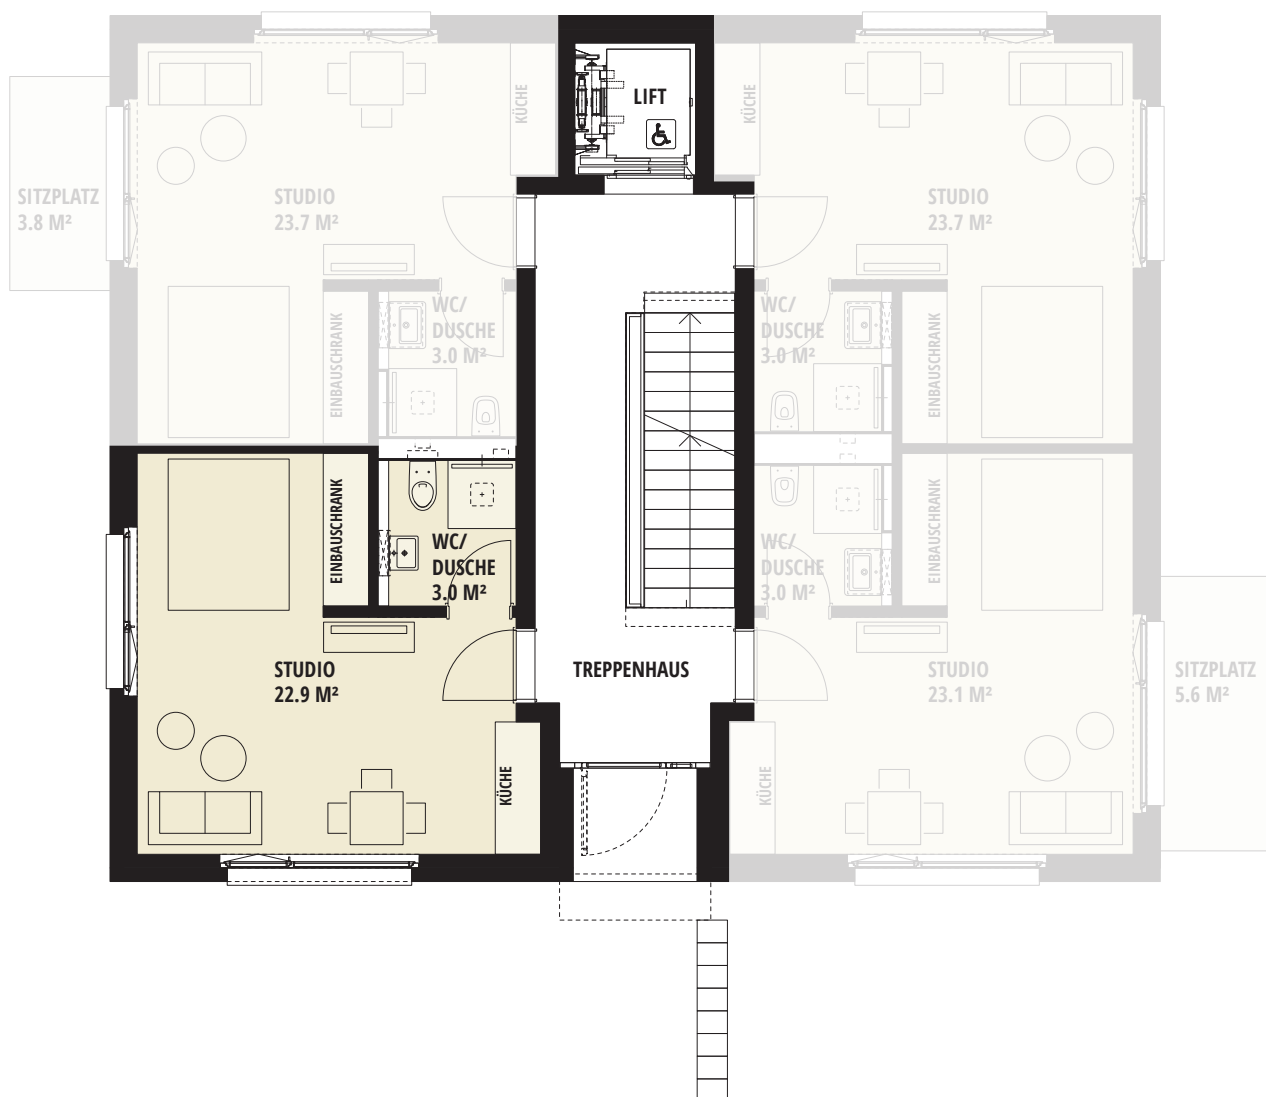 LIFT
KÜCHE
KÜCHE
SITZPLATZ
3.8 M²
STUDIO
23.7 M²
STUDIO
23.7 M²
WC/
DUSCHE
3.0 M²
WC/
DUSCHE
3.0 M²
EINBAUSCHRANK
EINBAUSCHRANK
EINBAUSCHRANK
EINBAUSCHRANK
WC/
DUSCHE
3.0 M²
WC/
DUSCHE
3.0 M²
STUDIO
22.9 M²
TREPPENHAUS
STUDIO
23.1 M²
SITZPLATZ
5.6 M²
KÜCHE
KÜCHE